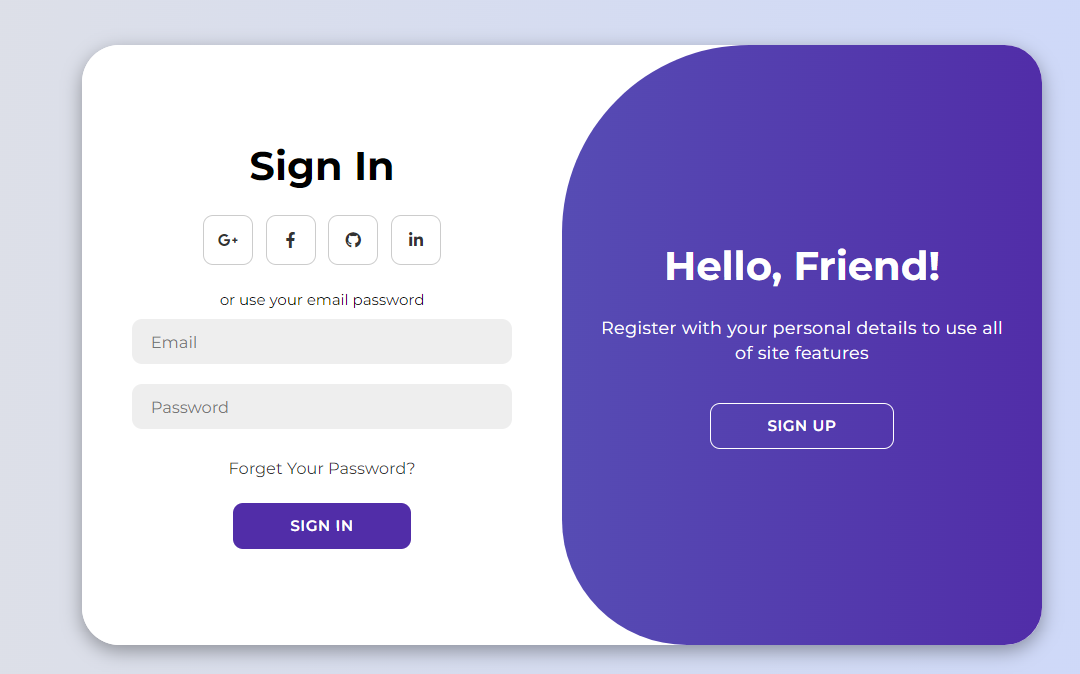 Sign In
G+
f
in
or use your email password
Email
Password
Forget Your Password?
SIGN IN
Hello, Friend!
Register with your personal details to use all
of site features
SIGN UP